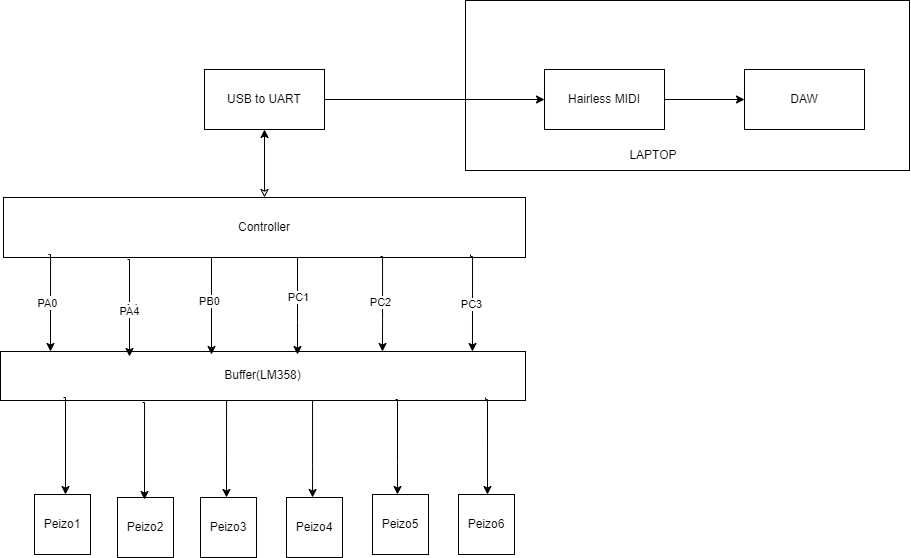 USB to UART
Hairless MIDI
DAW
LAPTOP
Controller
PA0
PA4
PB0
PC1
PC2
PC3
Buffer(LM358)
Peizo1
Peizo2
Peizo3
Peizo4
Peizo5
Peizo6